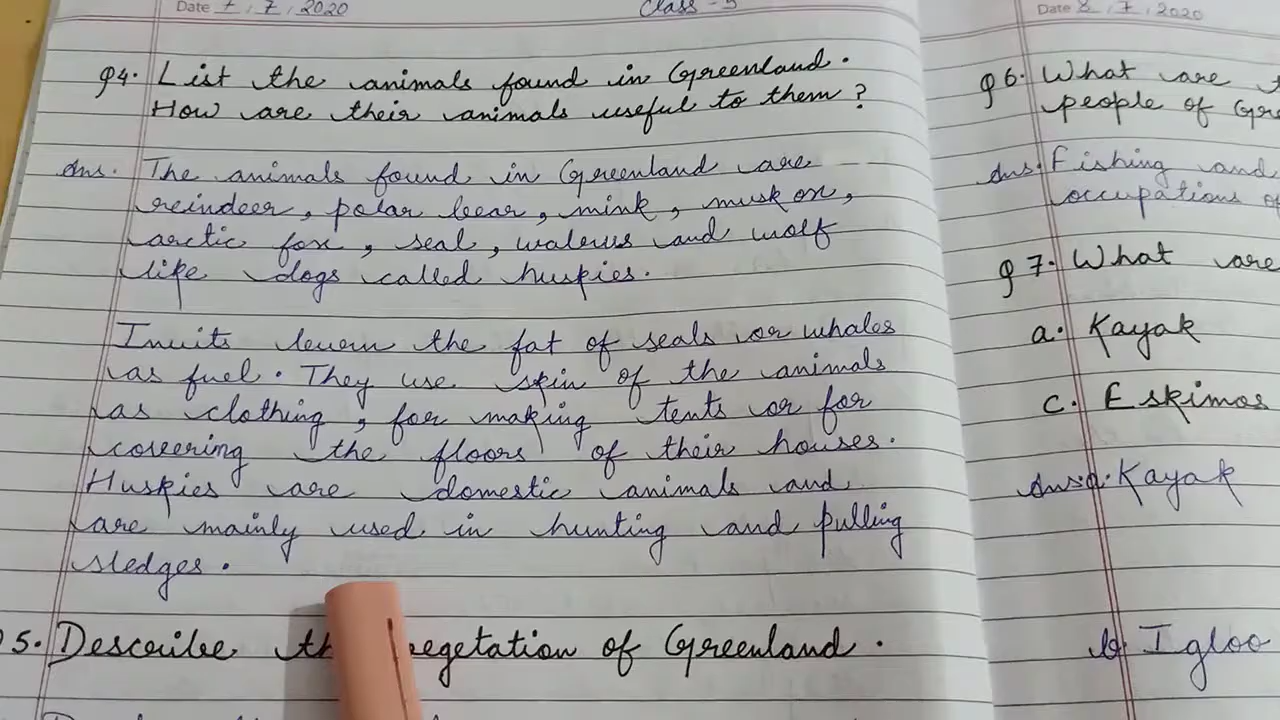 Date 7, 7, 2020
Class - 5
Q4. List the animals found in Greenland.
How are their animals useful to them?
Ans. The animals found in Greenland are
reindeer, polar bear, mink, musk ox,
arctic fox, seal, walrus and wolf
like dogs called huskies.
Inuits burn the fat of seals or whales
as fuel. They use skin of the animals
as clothing, for making tents or for
covering the floors of their houses.
Huskies are domestic animals and
are mainly used in hunting and pulling
sledges.
5. Describe th vegetation of Greenland.
Date 8, 7, 2020
Q6. What are
people of Gre
Ans. Fishing and
occupations of
Q7. What are
a. Kayak
c. Eskimos
Ans. a. Kayak
b. Igloo